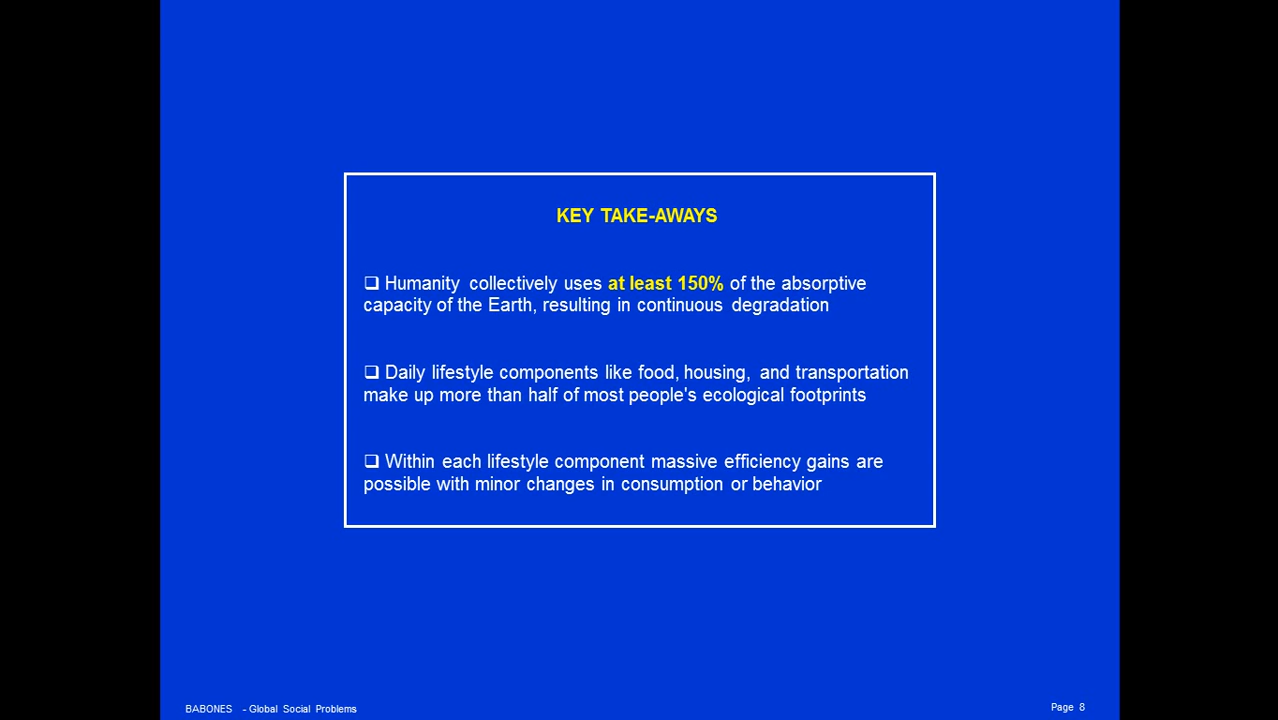 KEY TAKE-AWAYS
❑ Humanity collectively uses at least 150% of the absorptive
capacity of the Earth, resulting in continuous degradation
❑ Daily lifestyle components like food, housing, and transportation
make up more than half of most people's ecological footprints
❑ Within each lifestyle component massive efficiency gains are
possible with minor changes in consumption or behavior
BABONES - Global Social Problems
Page 8